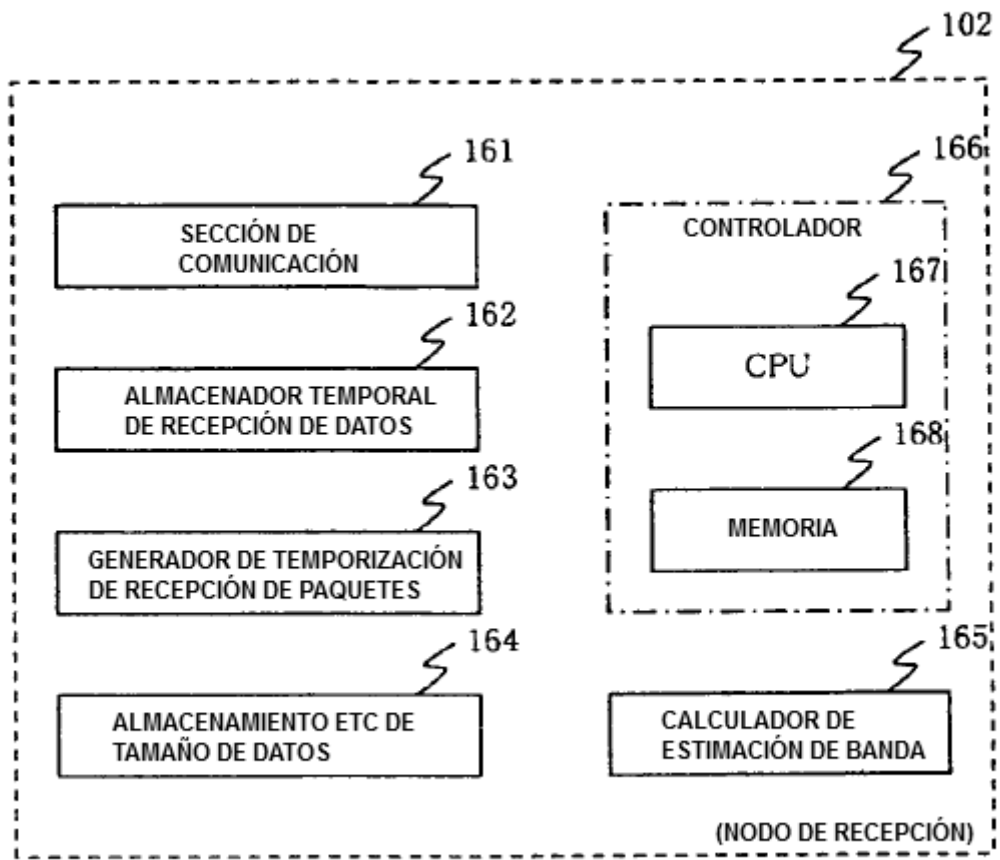 102
161
SECCIÓN DE
COMUNICACIÓN
162
ALMACENADOR TEMPORAL
DE RECEPCIÓN DE DATOS
163
GENERADOR DE TEMPORIZACIÓN
DE RECEPCIÓN DE PAQUETES
164
ALMACENAMIENTO ETC DE
TAMAÑO DE DATOS
166
CONTROLADOR
167
CPU
168
MEMORIA
165
CALCULADOR DE
ESTIMACIÓN DE BANDA
(NODO DE RECEPCIÓN)